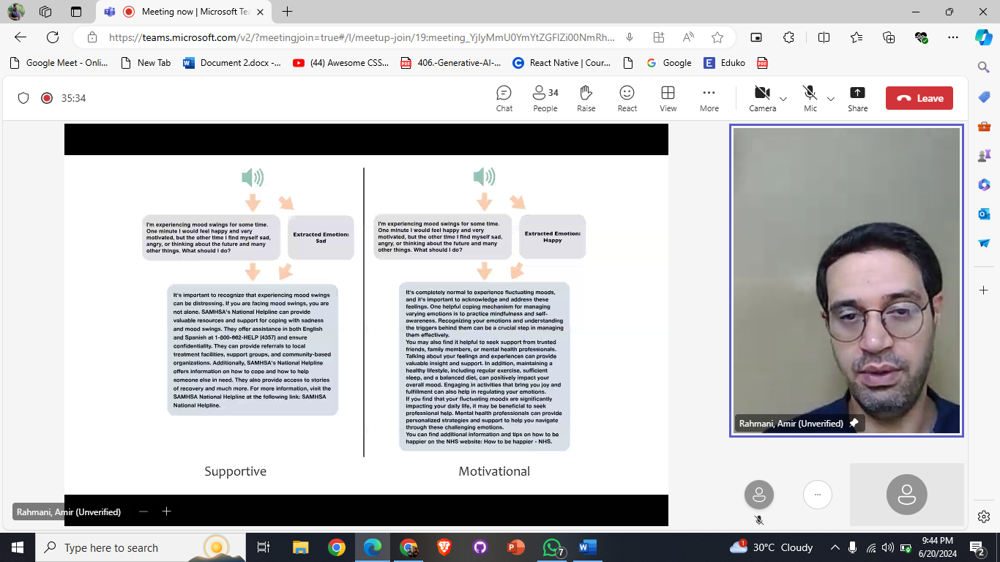 Meeting now | Microsoft Tea
https://teams.microsoft.com/v2/?meetingjoin=true#/l/meetup-join/19:meeting_YjIyMmU0YmYtZGFlZi00NmRh...
Google Meet - Onli...
New Tab
Document 2.docx -...
(44) Awesome CSS...
406.-Generative-AI-...
React Native | Cour...
Google
Eduko
35:34
Chat
34
People
Raise
React
View
More
Camera
Mic
Share
Leave
I'm experiencing mood swings for some time.
One minute I would feel happy and very
motivated, but the other time I find myself sad,
angry, or thinking about the future and many
other things. What should I do?
Extracted Emotion:
Sad
It's important to recognize that experiencing mood swings
can be distressing. If you are facing mood swings, you are
not alone. SAMHSA's National Helpline can provide
valuable resources and support for coping with sadness
and mood swings. They offer assistance in both English
and Spanish at 1-800-662-HELP (4357) and ensure
confidentiality. They can provide referrals to local
treatment facilities, support groups, and community-based
organizations. Additionally, SAMHSA's National Helpline
offers information on how to cope and how to help
someone else in need. They also provide access to stories
of recovery and much more. For more information, visit the
SAMHSA National Helpline at the following link: SAMHSA
National Helpline.
Supportive
I'm experiencing mood swings for some time.
One minute I would feel happy and very
motivated, but the other time I find myself sad,
angry, or thinking about the future and many
other things. What should I do?
Extracted Emotion:
Happy
It's completely normal to experience fluctuating moods,
and it's important to acknowledge and address these
feelings. One helpful coping mechanism for managing
varying emotions is to practice mindfulness and self-
awareness. Recognizing your emotions and understanding
the triggers behind them can be a crucial step in managing
them effectively.
You may also find it helpful to seek support from trusted
friends, family members, or mental health professionals.
Talking about your feelings and experiences can provide
valuable insight and support. In addition, maintaining a
healthy lifestyle, including regular exercise, sufficient
sleep, and a balanced diet, can positively impact your
overall mood. Engaging in activities that bring you joy and
fulfillment can also help in regulating your emotions.
If you find that your fluctuating moods are significantly
impacting your daily life, it may be beneficial to seek
professional help. Mental health professionals can provide
personalized strategies and support to help you navigate
through these challenging emotions.
You can find additional information and tips on how to be
happier on the NHS website: How to be happier - NHS.
Motivational
Rahmani, Amir (Unverified)
Rahmani, Amir (Unverified)
Type here to search
7
1
30°C Cloudy
9:44 PM
6/20/2024
2